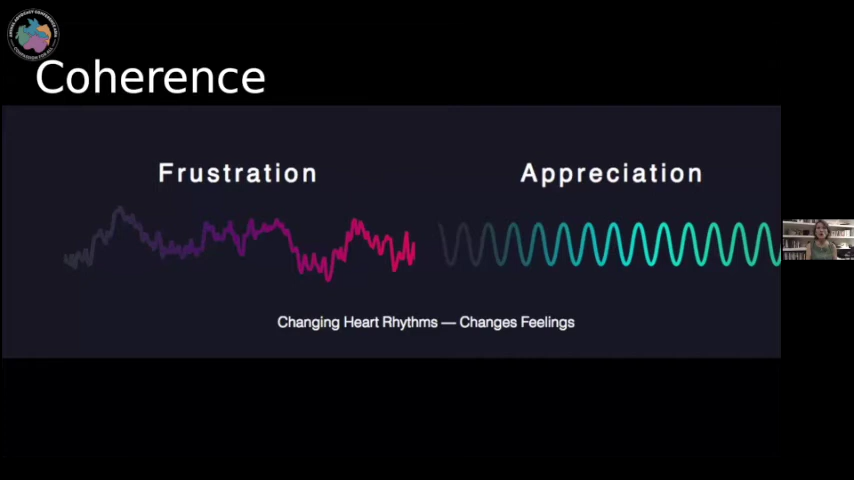 Coherence
Frustration
Appreciation
Changing Heart Rhythms — Changes Feelings